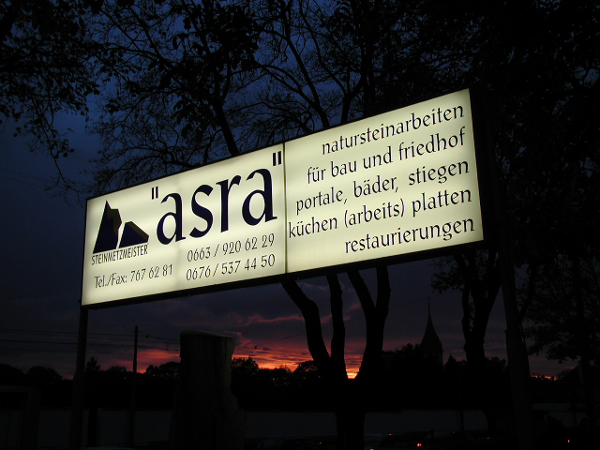 "asra"
STEINMETZMEISTER
Tel./Fax: 767 62 81
0663 / 920 62 29
0676 / 537 44 50
natursteinarbeiten
für bau und friedhof
portale, bäder, stiegen
küchen (arbeits) platten
restaurierungen